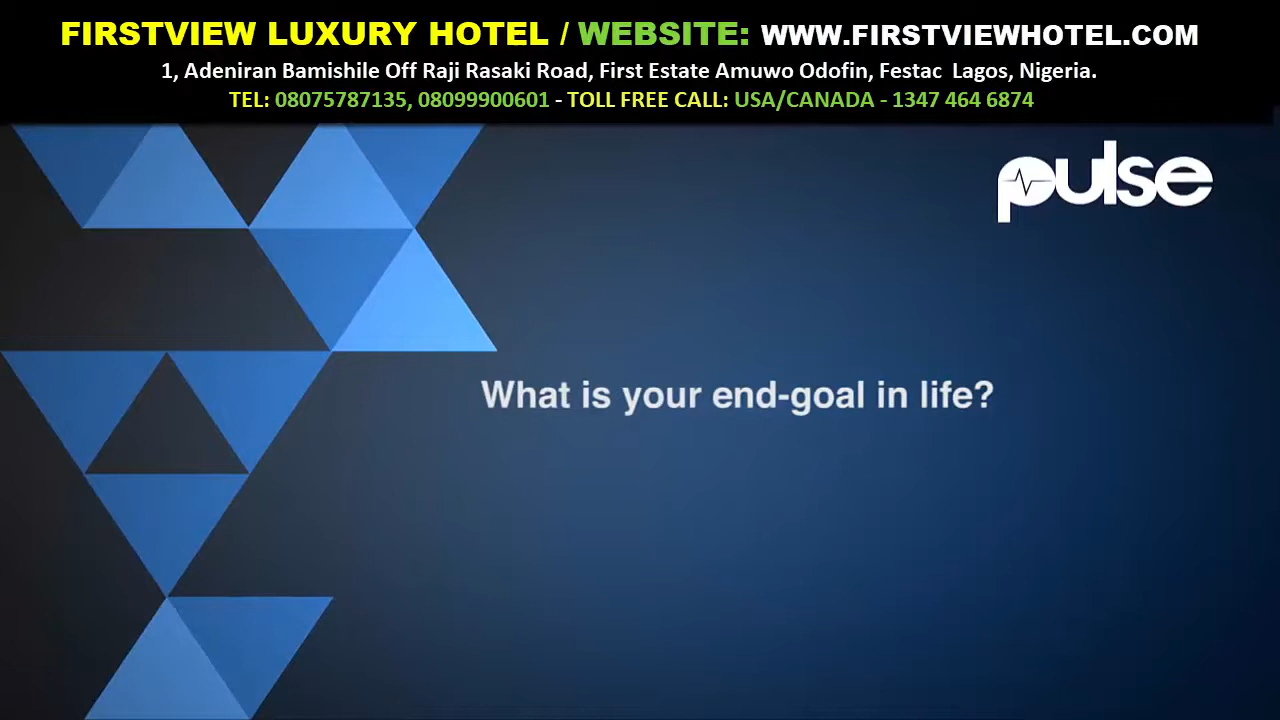 FIRSTVIEW LUXURY HOTEL / WEBSITE: WWW.FIRSTVIEWHOTEL.COM
1, Adeniran Bamishile Off Raji Rasaki Road, First Estate Amuwo Odofin, Festac Lagos, Nigeria.
TEL: 08075787135, 08099900601 - TOLL FREE CALL: USA/CANADA - 1347 464 6874
pulse
What is your end-goal in life?